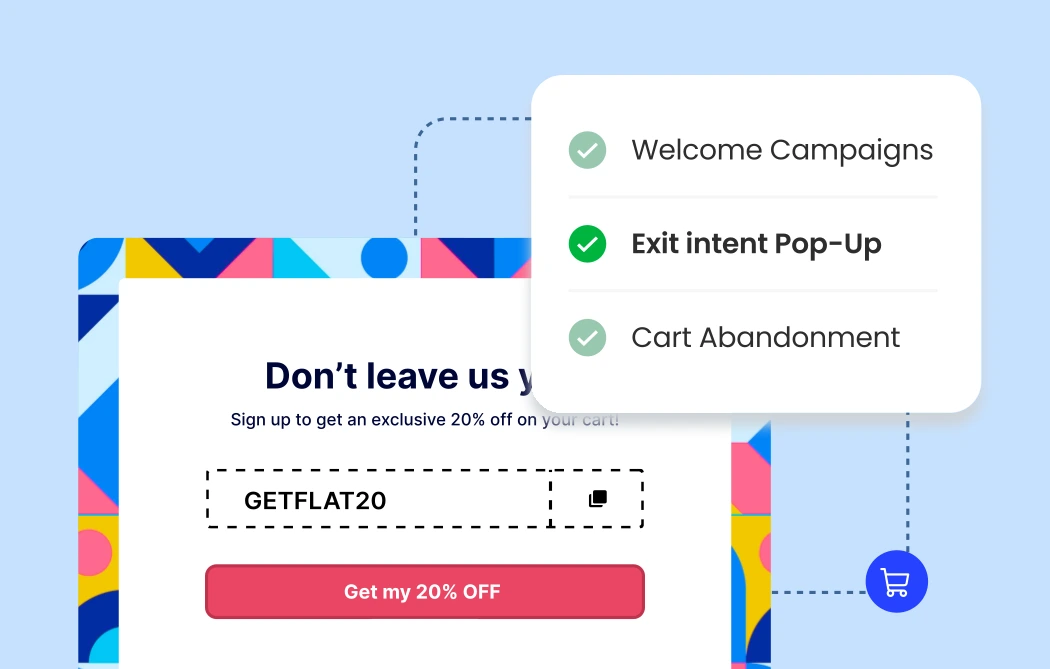 Welcome Campaigns
Exit intent Pop-Up
Cart Abandonment
Don’t leave us
Sign up to get an exclusive 20% off on your cart!
GETFLAT20
Get my 20% OFF